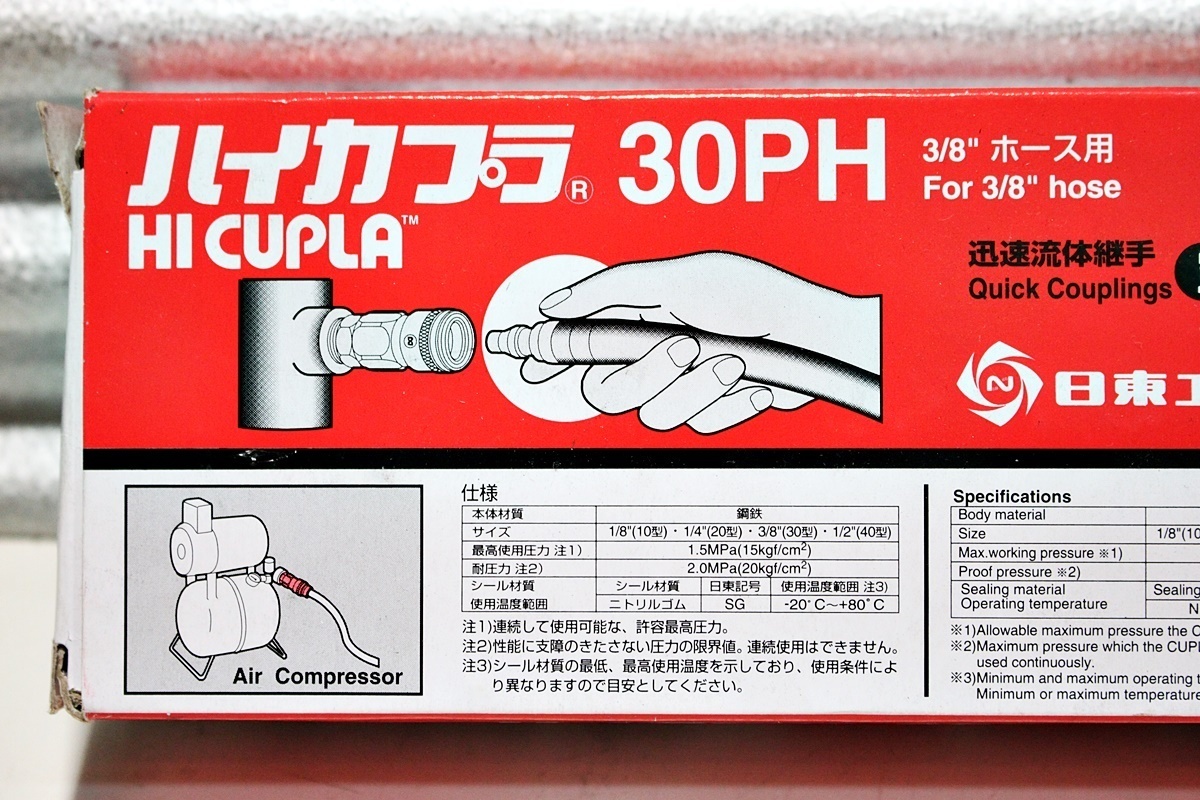 ハイカプラ® 30PH
3/8" ホース用
For 3/8" hose
HI CUPLA™
迅速流体継手
Quick Couplings
日東工
Air Compressor
仕様
本体材質 鋼鉄
サイズ 1/8"(10型)・1/4"(20型)・3/8"(30型)・1/2"(40型)
最高使用圧力 注1) 1.5MPa(15kgf/cm²)
耐圧力 注2) 2.0MPa(20kgf/cm²)
シール材質 シール材質 日東記号 使用温度範囲 注3)
使用温度範囲 ニトリルゴム SG -20°C～+80°C
注1)連続して使用可能な、許容最高圧力。
注2)性能に支障のきたさない圧力の限界値。連続使用はできません。
注3)シール材質の最低、最高使用温度を示しており、使用条件によ
り異なりますので目安としてください。
Specifications
Body material
Size 1/8"(10
Max.working pressure ※1)
Proof pressure ※2)
Sealing material Sealing
Operating temperature N
※1)Allowable maximum pressure the C
※2)Maximum pressure which the CUPL
used continuously.
※3)Minimum and maximum operating t
Minimum or maximum temperature